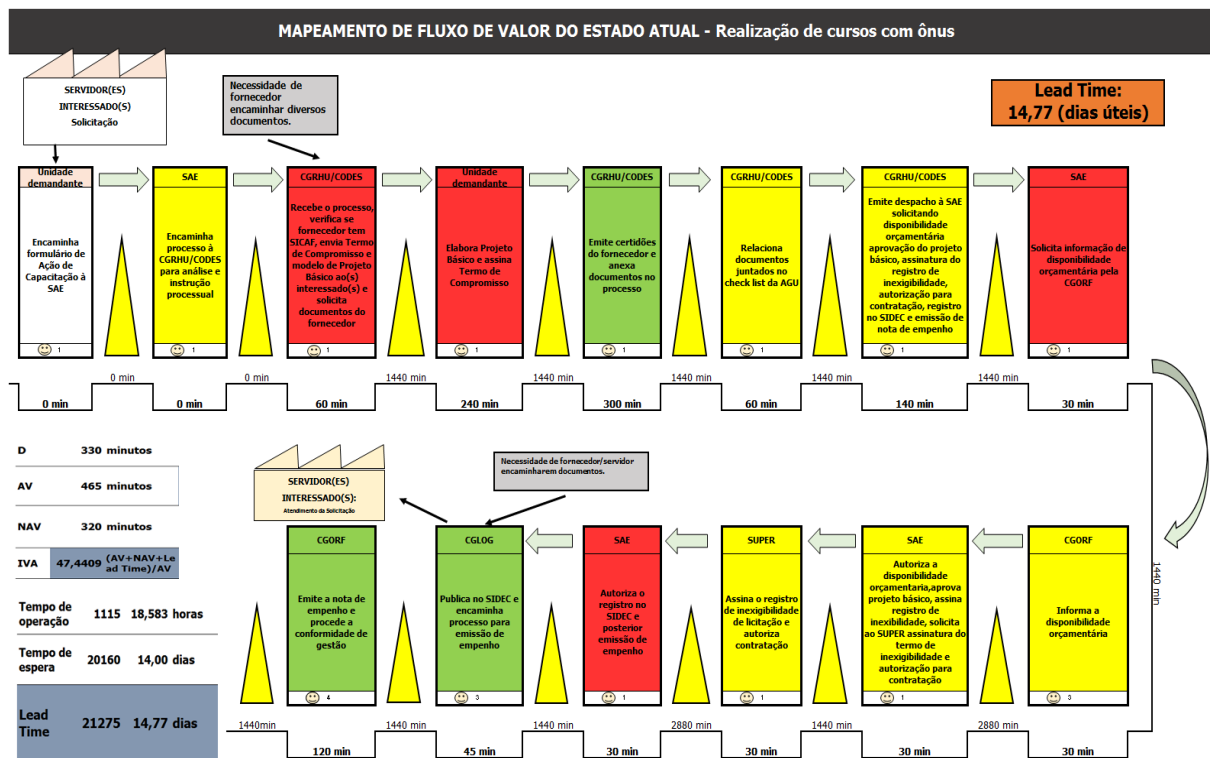 MAPEAMENTO DE FLUXO DE VALOR DO ESTADO ATUAL - Realização de cursos com ônus
SERVIDOR(ES)
INTERESSADO(S)
Solicitação
Necessidade de
fornecedor
encaminhar diversos
documentos.
Lead Time:
14,77 (dias úteis)
Unidade
demandante
Encaminha
formulário de
Ação de
Capacitação à
SAE
1
SAE
Encaminha
processo à
CGRHU/CODES
para análise e
instrução
processual
1
CGRHU/CODES
Recebe o processo,
verifica se
fornecedor tem
SICAF, envia Termo
de Compromisso e
modelo de Projeto
Básico ao(s)
interessado(s) e
solicita
documentos do
fornecedor
1
Unidade
demandante
Elabora Projeto
Básico e assina
Termo de
Compromisso
1
CGRHU/CODES
Emite certidões
do fornecedor e
anexa
documentos no
processo
1
CGRHU/CODES
Relaciona
documentos
juntados no
check list da AGU
1
CGRHU/CODES
Emite despacho à SAE
solicitando
disponibilidade
orçamentária
aprovação do projeto
básico, assinatura do
registro de
inexigibilidade,
autorização para
contratação, registro
no SIDEC e emissão de
nota de empenho
1
SAE
Solicita informação de
disponibilidade
orçamentária pela
CGORF
1
0 min
0 min
1440 min
1440 min
1440 min
1440 min
1440 min
0 min
0 min
60 min
240 min
300 min
60 min
140 min
30 min
1440 min
D 330 minutos
AV 465 minutos
NAV 320 minutos
IVA 47,4409 (AV+NAV+Le
ad Time)/AV
Tempo de
operação 1115 18,583 horas
Tempo de
espera 20160 14,00 dias
Lead
Time 21275 14,77 dias
SERVIDOR(ES)
INTERESSADO(S):
Atendimento da Solicitação
Necessidade de fornecedor/servidor
encaminharem documentos.
CGORF
Emite a nota de
empenho e
procede a
conformidade de
gestão
4
CGLOG
Publica no SIDEC e
encaminha
processo para
emissão de
empenho
3
SAE
Autoriza o
registro no
SIDEC e
posterior
emissão de
empenho
1
SUPER
Assina o registro
de inexigibilidade
de licitação e
autoriza
contratação
1
SAE
Autoriza a
disponibilidade
orçamentaria,aprova
projeto básico, assina
registro de
inexibilidade, solicita
ao SUPER assinatura do
termo de
inexigibilidade e
autorização para
contratação
1
CGORF
Informa a
disponibilidade
orçamentária
3
1440min
1440 min
1440 min
2880 min
1440 min
2880 min
120 min
45 min
30 min
30 min
30 min
30 min